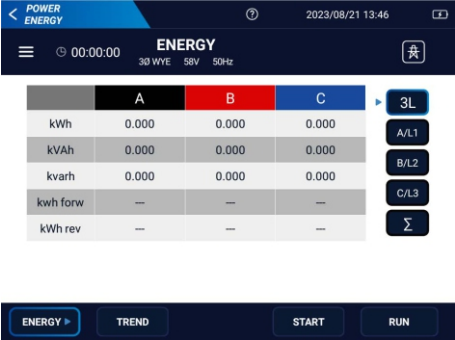 < POWER ENERGY
2023/08/21 13:46
00:00:00
ENERGY
3Ø WYE 58V 50Hz
A B C
kWh 0.000 0.000 0.000
kVAh 0.000 0.000 0.000
kvarh 0.000 0.000 0.000
kwh forw --- --- ---
kWh rev --- --- ---
3L
A/L1
B/L2
C/L3
Σ
ENERGY TREND START RUN